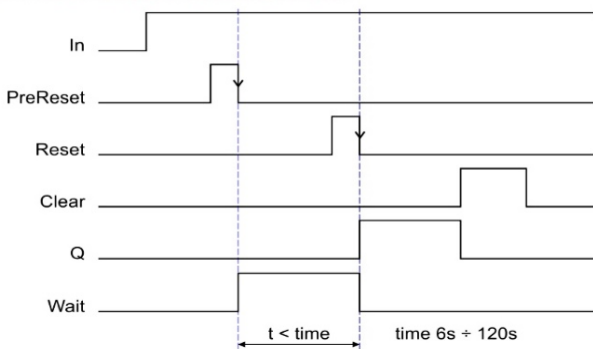 In
PreReset
Reset
Clear
Q
Wait
t < time time 6s ÷ 120s